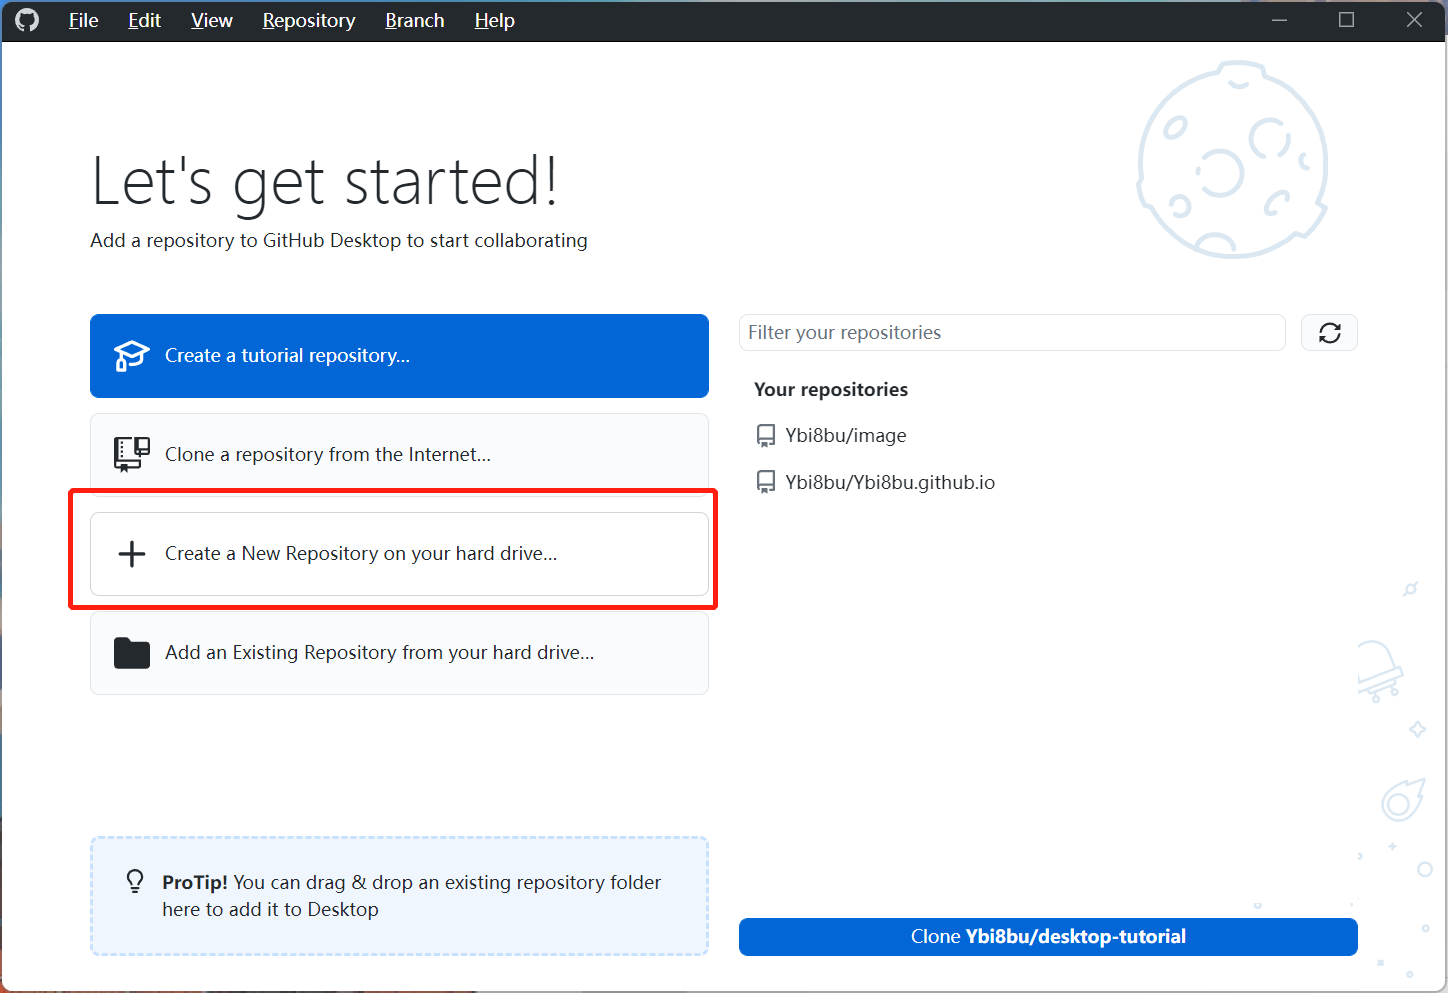 File Edit View Repository Branch Help
Let's get started!
Add a repository to GitHub Desktop to start collaborating
Create a tutorial repository...
Clone a repository from the Internet...
Create a New Repository on your hard drive...
Add an Existing Repository from your hard drive...
ProTip! You can drag & drop an existing repository folder
here to add it to Desktop
Filter your repositories
Your repositories
Ybi8bu/image
Ybi8bu/Ybi8bu.github.io
Clone Ybi8bu/desktop-tutorial